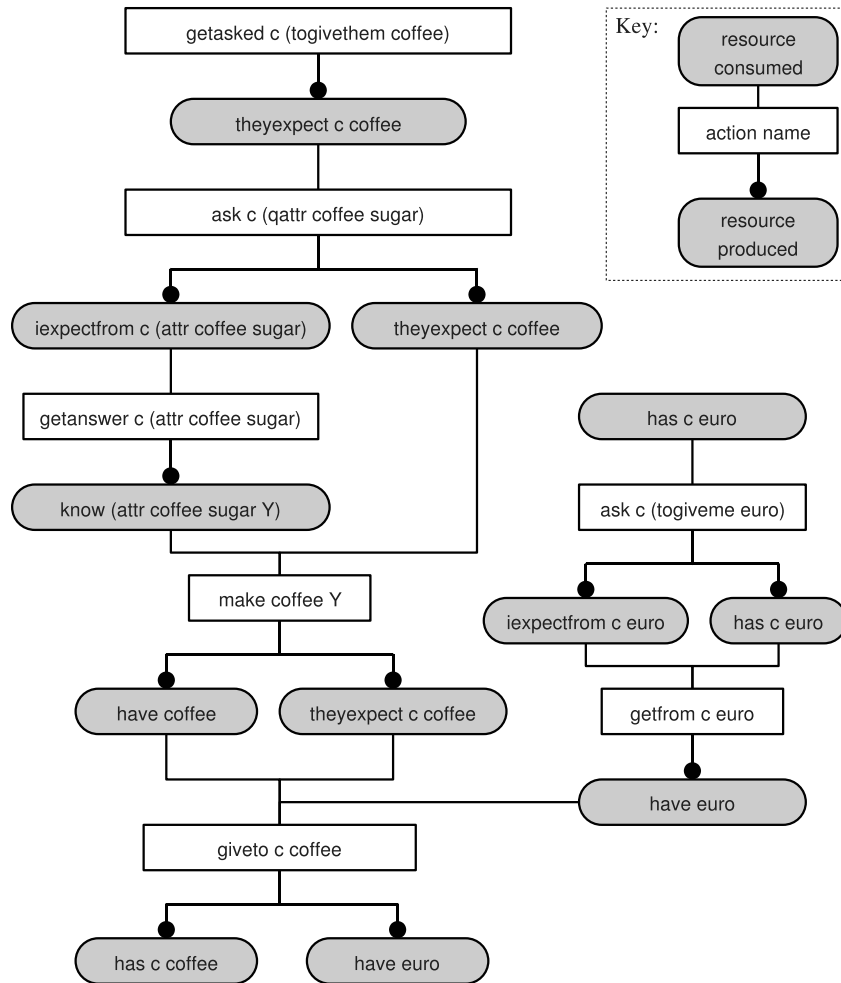 getasked c (togivethem coffee)
Key:
resource
consumed
theyexpect c coffee
action name
ask c (qattr coffee sugar)
resource
produced
iexpectfrom c (attr coffee sugar)
theyexpect c coffee
getanswer c (attr coffee sugar)
has c euro
know (attr coffee sugar Y)
ask c (togiveme euro)
make coffee Y
iexpectfrom c euro
has c euro
have coffee
theyexpect c coffee
getfrom c euro
have euro
giveto c coffee
has c coffee
have euro